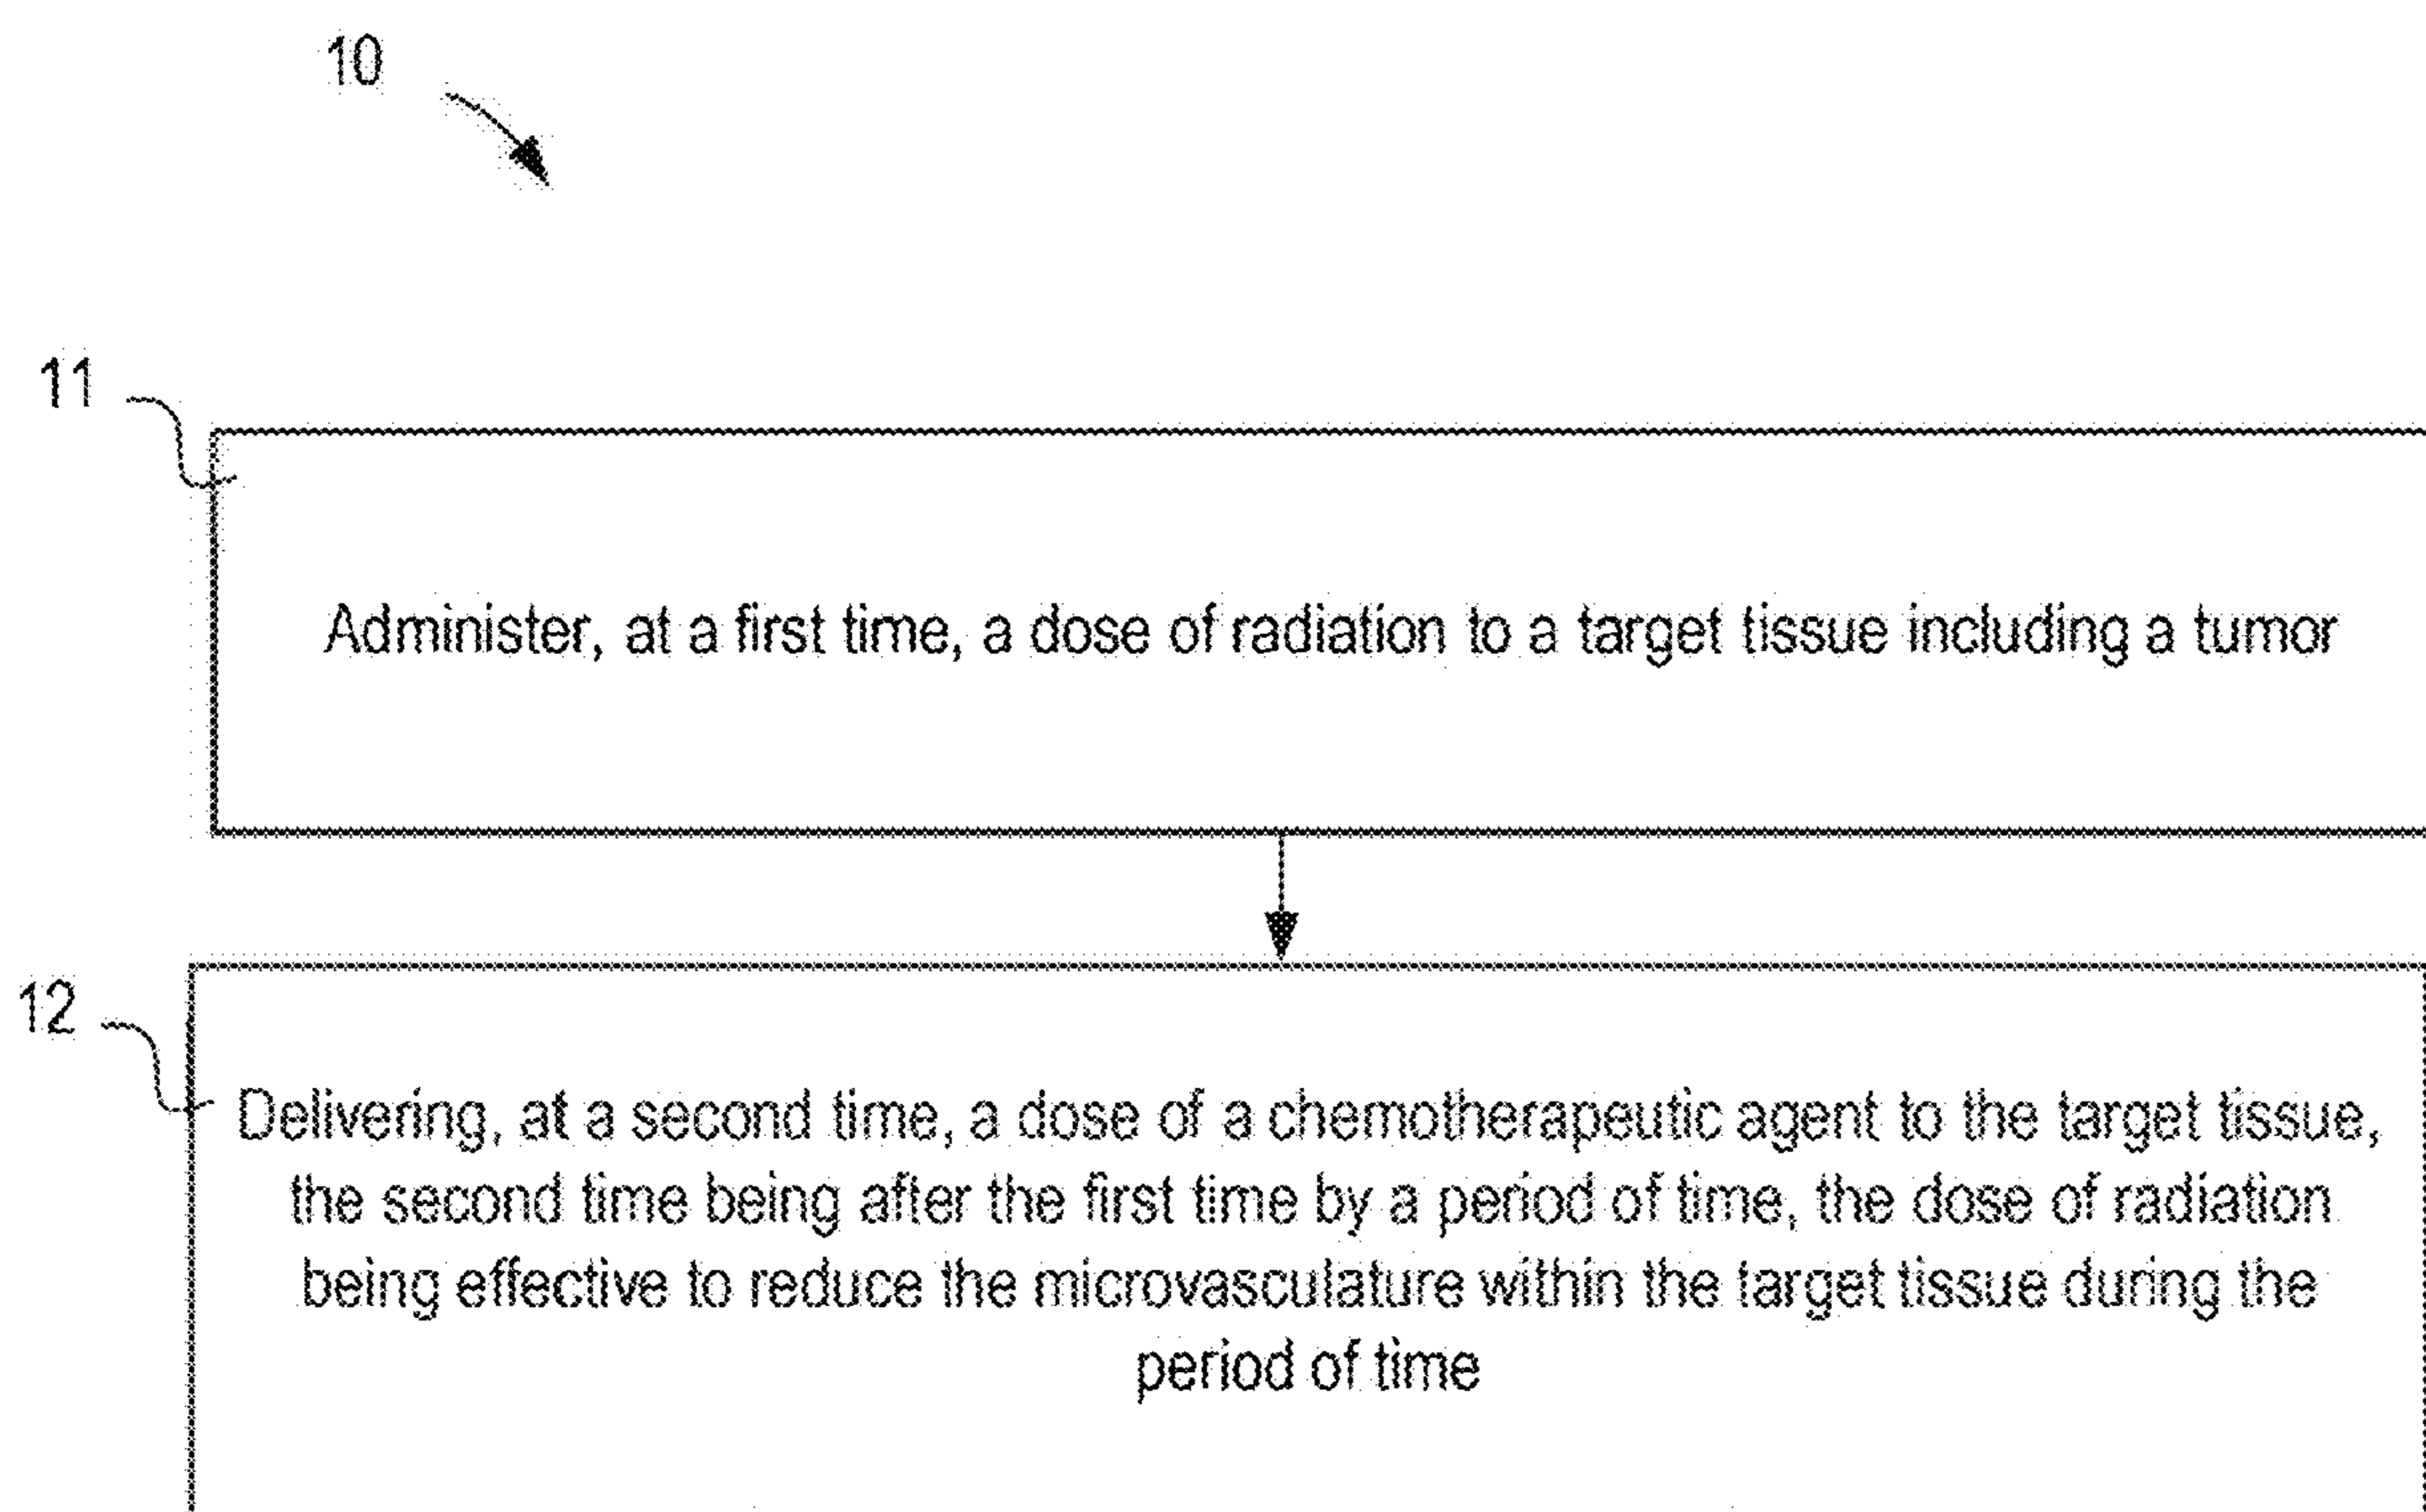 10
11
Administer, at a first time, a dose of radiation to a target tissue including a tumor
12
Delivering, at a second time, a dose of a chemotherapeutic agent to the target tissue,
the second time being after the first time by a period of time, the dose of radiation
being effective to reduce the microvasculature within the target tissue during the
period of time